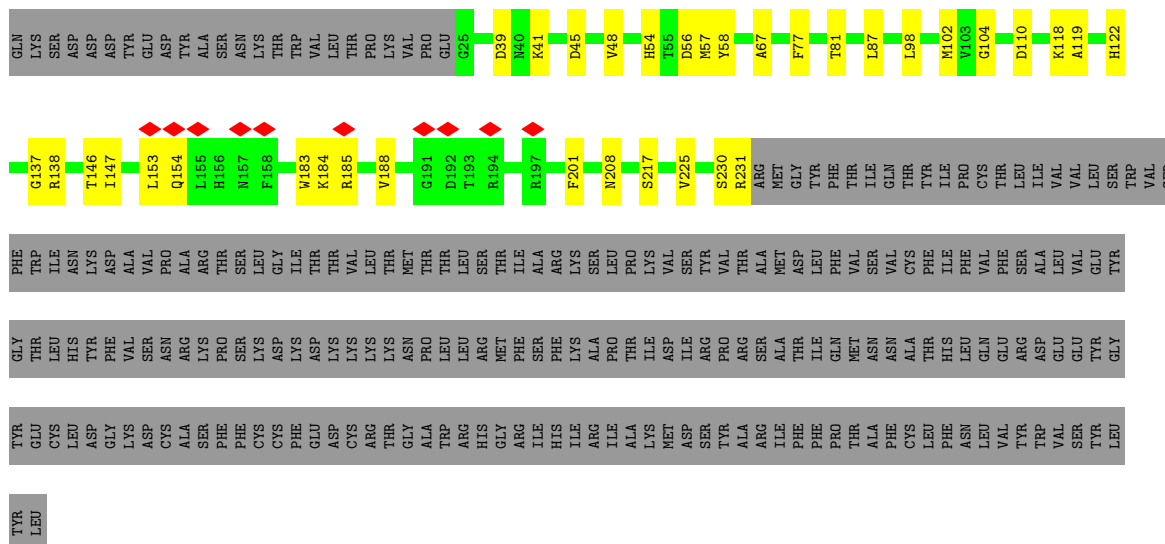 GLN LYS SER ASP ASP ASP TYR GLU ASP TYR ALA SER ASN LYS THR TRP VAL LEU THR PRO LYS VAL PRO GLU G25 D39 N40 K41 D45 V48 H54 T55 D56 M57 Y58 A67 F77 T81 L87 L98 M102 V103 G104 D110 K118 A119 H122
G137 R138 T146 I147 L153 Q154 L155 H156 N157 F158 W183 K184 R185 V188 G191 D192 T193 R194 R197 F201 N208 S217 V225 S230 R231 ARG MET GLY TYR PHE THR ILE GLN THR TYR ILE PRO CYS THR LEU ILE VAL VAL LEU SER TRP VAL SER
PHE TRP ILE ASN LYS ASP ALA VAL PRO ALA ARG THR SER LEU GLY ILE THR THR VAL LEU THR MET THR THR LEU SER THR ILE ALA ARG LYS SER LEU PRO LYS VAL SER TYR VAL THR ALA MET ASP LEU PHE VAL SER VAL CYS PHE ILE PHE VAL PHE SER ALA LEU VAL GLU TYR
GLY THR LEU HIS TYR PHE VAL SER ASN ARG LYS PRO SER LYS ASP LYS ASP LYS LYS LYS LYS ASN PRO LEU LEU ARG MET PHE SER PHE LYS ALA PRO THR ILE ASP ILE ARG PRO ARG SER ALA THR ILE GLN MET ASN ASN ALA THR HIS LEU GLN GLU ARG ASP GLU GLU TYR GLY
TYR GLU CYS LEU ASP GLY LYS ASP CYS ALA SER PHE PHE CYS CYS PHE GLU ASP CYS ARG THR GLY ALA TRP ARG HIS GLY ARG ILE HIS ILE ARG ILE ALA LYS MET ASP SER TYR ALA ARG ILE PHE PHE PRO THR ALA PHE CYS LEU PHE ASN LEU VAL TYR TRP VAL SER TYR LEU
TYR LEU